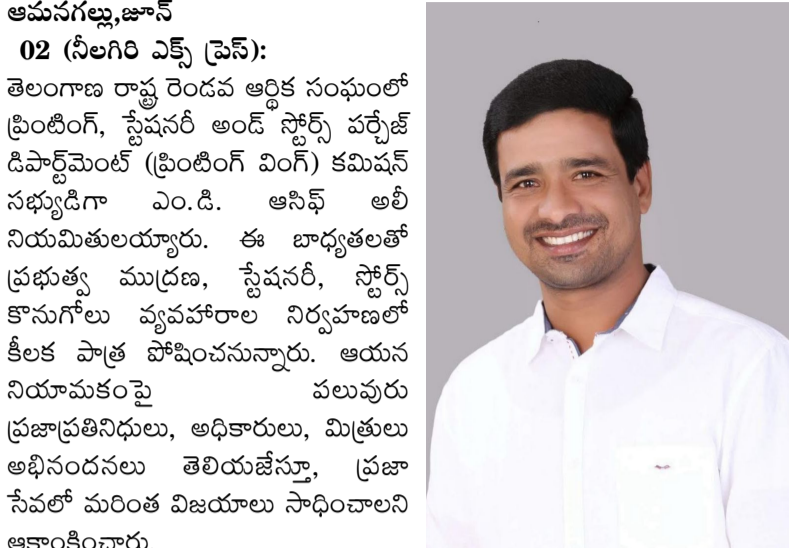 ఆమనగల్లు,జూన్
02 (నీలగిరి ఎక్స్ ప్రెస్):
తెలంగాణ రాష్ట్ర రెండవ ఆర్థిక సంఘంలో
ప్రింటింగ్, స్టేషనరీ అండ్ స్టోర్స్ పర్చేజ్
డిపార్ట్‌మెంట్ (ప్రింటింగ్ వింగ్) కమిషన్
సభ్యుడిగా ఎం.డి. ఆసిఫ్ అలీ
నియమితులయ్యారు. ఈ బాధ్యతలతో
ప్రభుత్వ ముద్రణ, స్టేషనరీ, స్టోర్స్
కొనుగోలు వ్యవహారాల నిర్వహణలో
కీలక పాత్ర పోషించనున్నారు. ఆయన
నియామకంపై పలువురు
ప్రజాప్రతినిధులు, అధికారులు, మిత్రులు
అభినందనలు తెలియజేస్తూ, ప్రజా
సేవలో మరింత విజయాలు సాధించాలని
ఆకాంక్షించారు